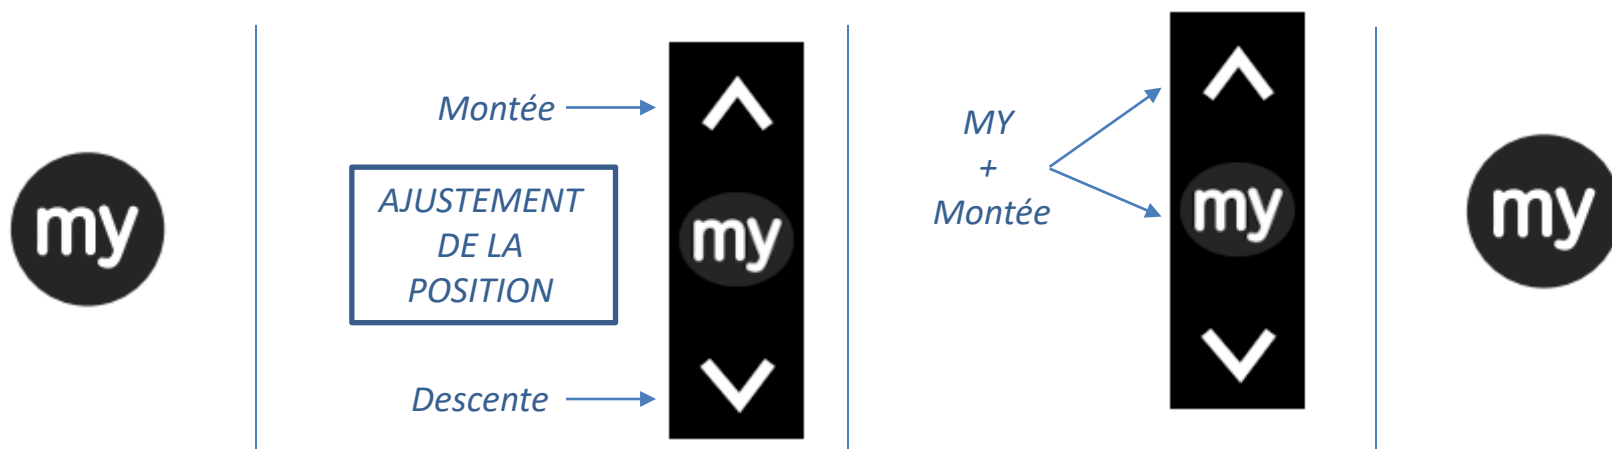 my
Montée
AJUSTEMENT
DE LA
POSITION
Descente
my
MY
+
Montée
my
my